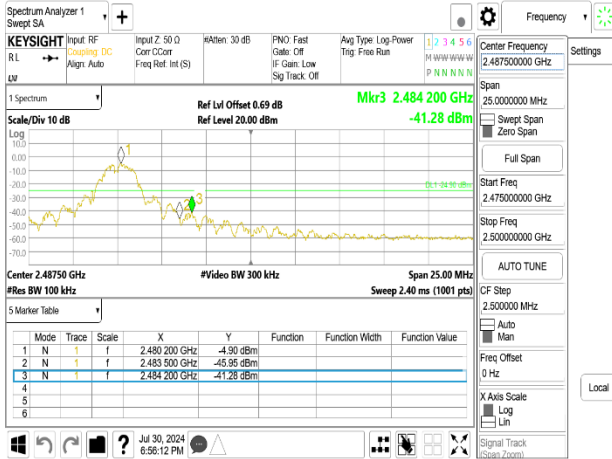 Spectrum Analyzer 1
Swept SA
+
Frequency
Settings
KEYSIGHT
RL
LXI
Input: RF
Coupling: DC
Align: Auto
Input Z: 50 Ω
Corr CCorr
Freq Ref: Int (S)
#Atten: 30 dB
PNO: Fast
Gate: Off
IF Gain: Low
Sig Track: Off
Avg Type: Log-Power
Trig: Free Run
1 2 3 4 5 6
M W W W W W
P N N N N N
1 Spectrum
Scale/Div 10 dB
Ref Lvl Offset 0.69 dB
Ref Level 20.00 dBm
Mkr3 2.484 200 GHz
-41.28 dBm
Log
10.0
0.00
-10.0
-20.0
-30.0
-40.0
-50.0
-60.0
-70.0
1
2
3
DL1 -24.90 dBm
Center 2.48750 GHz
#Video BW 300 kHz
Span 25.00 MHz
#Res BW 100 kHz
Sweep 2.40 ms (1001 pts)
5 Marker Table
Mode Trace Scale X Y Function Function Width Function Value
1 N 1 f 2.480 200 GHz -4.90 dBm
2 N 1 f 2.483 500 GHz -45.95 dBm
3 N 1 f 2.484 200 GHz -41.28 dBm
4
5
6
?
Jul 30, 2024
6:56:12 PM
Center Frequency
2.487500000 GHz
Span
25.0000000 MHz
Swept Span
Zero Span
Full Span
Start Freq
2.475000000 GHz
Stop Freq
2.500000000 GHz
AUTO TUNE
CF Step
2.500000 MHz
Auto
Man
Freq Offset
0 Hz
X Axis Scale
Log
Lin
Signal Track
(Span Zoom)
Local